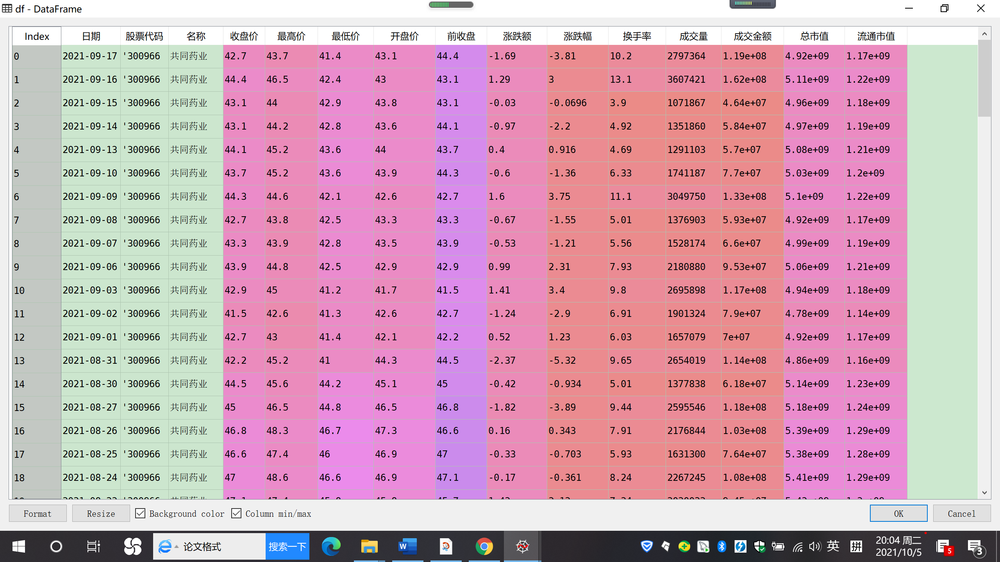 df - DataFrame
Index 日期 股票代码 名称 收盘价 最高价 最低价 开盘价 前收盘 涨跌额 涨跌幅 换手率 成交量 成交金额 总市值 流通市值
0 2021-09-17 '300966 共同药业 42.7 43.7 41.4 43.1 44.4 -1.69 -3.81 10.2 2797364 1.19e+08 4.92e+09 1.17e+09
1 2021-09-16 '300966 共同药业 44.4 46.5 42.4 43 43.1 1.29 3 13.1 3607421 1.62e+08 5.11e+09 1.22e+09
2 2021-09-15 '300966 共同药业 43.1 44 42.9 43.8 43.1 -0.03 -0.0696 3.9 1071867 4.64e+07 4.96e+09 1.18e+09
3 2021-09-14 '300966 共同药业 43.1 44.2 42.8 43.6 44.1 -0.97 -2.2 4.92 1351860 5.84e+07 4.97e+09 1.19e+09
4 2021-09-13 '300966 共同药业 44.1 45.2 43.6 44 43.7 0.4 0.916 4.69 1291103 5.7e+07 5.08e+09 1.21e+09
5 2021-09-10 '300966 共同药业 43.7 45.2 43.6 43.9 44.3 -0.6 -1.36 6.33 1741187 7.7e+07 5.03e+09 1.2e+09
6 2021-09-09 '300966 共同药业 44.3 44.6 42.1 42.6 42.7 1.6 3.75 11.1 3049750 1.33e+08 5.1e+09 1.22e+09
7 2021-09-08 '300966 共同药业 42.7 43.8 42.5 43.3 43.3 -0.67 -1.55 5.01 1376903 5.93e+07 4.92e+09 1.17e+09
8 2021-09-07 '300966 共同药业 43.3 43.9 42.8 43.5 43.9 -0.53 -1.21 5.56 1528174 6.6e+07 4.99e+09 1.19e+09
9 2021-09-06 '300966 共同药业 43.9 44.8 42.5 42.9 42.9 0.99 2.31 7.93 2180880 9.53e+07 5.06e+09 1.21e+09
10 2021-09-03 '300966 共同药业 42.9 45 41.2 41.7 41.5 1.41 3.4 9.8 2695898 1.17e+08 4.94e+09 1.18e+09
11 2021-09-02 '300966 共同药业 41.5 42.6 41.3 42.6 42.7 -1.24 -2.9 6.91 1901324 7.9e+07 4.78e+09 1.14e+09
12 2021-09-01 '300966 共同药业 42.7 43 41.4 42.1 42.2 0.52 1.23 6.03 1657079 7e+07 4.92e+09 1.17e+09
13 2021-08-31 '300966 共同药业 42.2 45.2 41 44.3 44.5 -2.37 -5.32 9.65 2654019 1.14e+08 4.86e+09 1.16e+09
14 2021-08-30 '300966 共同药业 44.5 45.6 44.2 45.1 45 -0.42 -0.934 5.01 1377838 6.18e+07 5.14e+09 1.23e+09
15 2021-08-27 '300966 共同药业 45 46.5 44.8 46.5 46.8 -1.82 -3.89 9.44 2595546 1.18e+08 5.18e+09 1.24e+09
16 2021-08-26 '300966 共同药业 46.8 48.3 46.7 47.3 46.6 0.16 0.343 7.91 2176844 1.03e+08 5.39e+09 1.29e+09
17 2021-08-25 '300966 共同药业 46.6 47.4 46 46.9 47 -0.33 -0.703 5.93 1631300 7.64e+07 5.38e+09 1.28e+09
18 2021-08-24 '300966 共同药业 47 48.6 46.6 46.9 47.1 -0.17 -0.361 8.24 2267245 1.08e+08 5.41e+09 1.29e+09
Format Resize Background color Column min/max OK Cancel
论文格式 搜索一下 英 拼 20:04 周二 5 3
2021/10/5